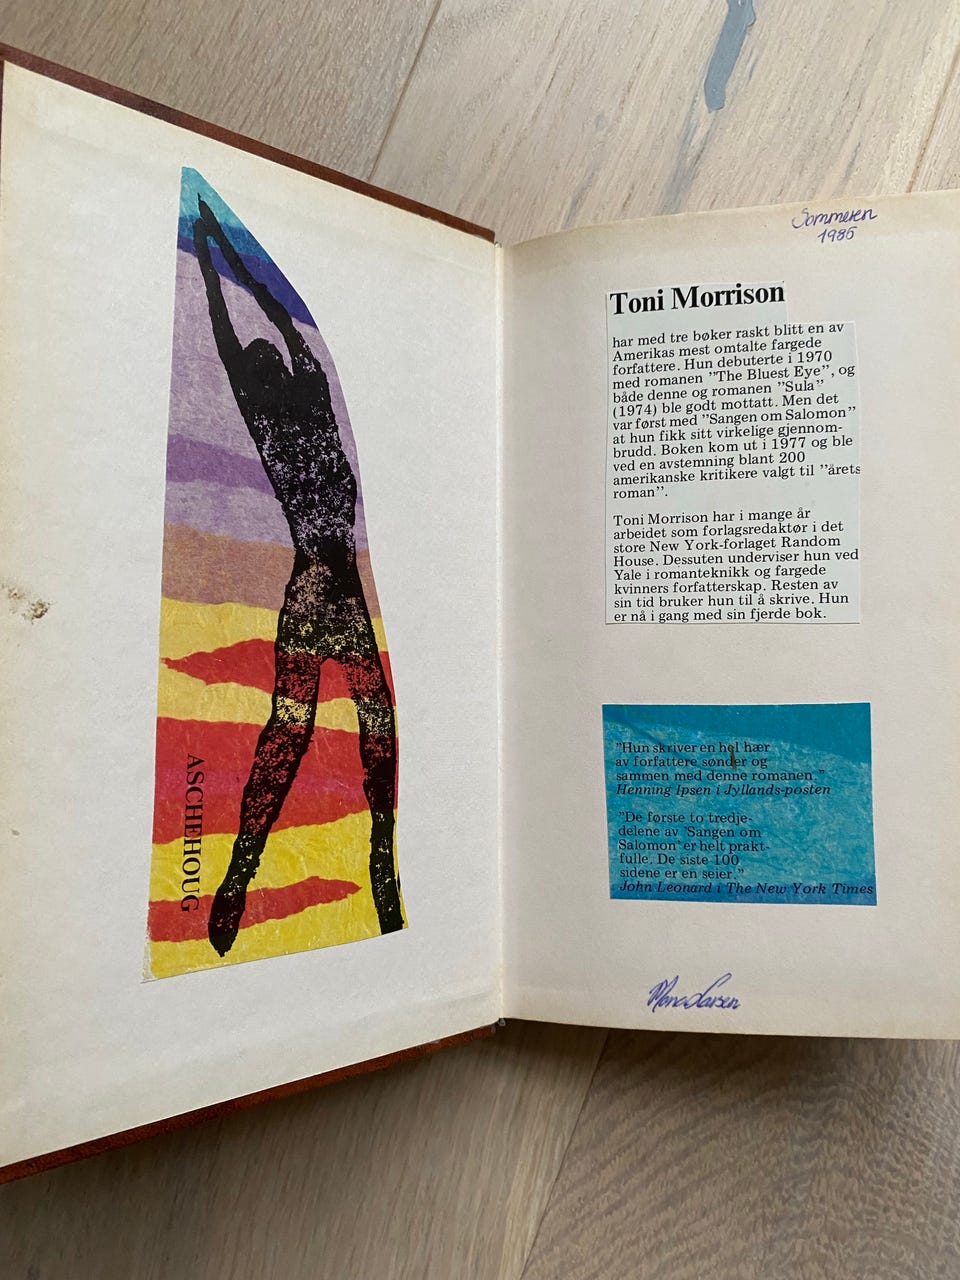 ASCHEHOUG
Sommeren
1985
Toni Morrison
har med tre bøker raskt blitt en av
Amerikas mest omtalte fargede
forfattere. Hun debuterte i 1970
med romanen ”The Bluest Eye”, og
både denne og romanen ”Sula”
(1974) ble godt mottatt. Men det
var først med ”Sangen om Salomon”
at hun fikk sitt virkelige gjennom-
brudd. Boken kom ut i 1977 og ble
ved en avstemning blant 200
amerikanske kritikere valgt til ”årets
roman”.
Toni Morrison har i mange år
arbeidet som forlagsredaktør i det
store New York-forlaget Random
House. Dessuten underviser hun ved
Yale i romanteknikk og fargede
kvinners forfatterskap. Resten av
sin tid bruker hun til å skrive. Hun
er nå i gang med sin fjerde bok.
”Hun skriver en hel hær
av forfattere sønder og
sammen med denne romanen.”
Henning Ipsen i Jyllands-posten
”De første to tredje-
delene av ’Sangen om
Salomon’ er helt prakt-
fulle. De siste 100
sidene er en seier.”
John Leonard i The New York Times
Mona Larsen